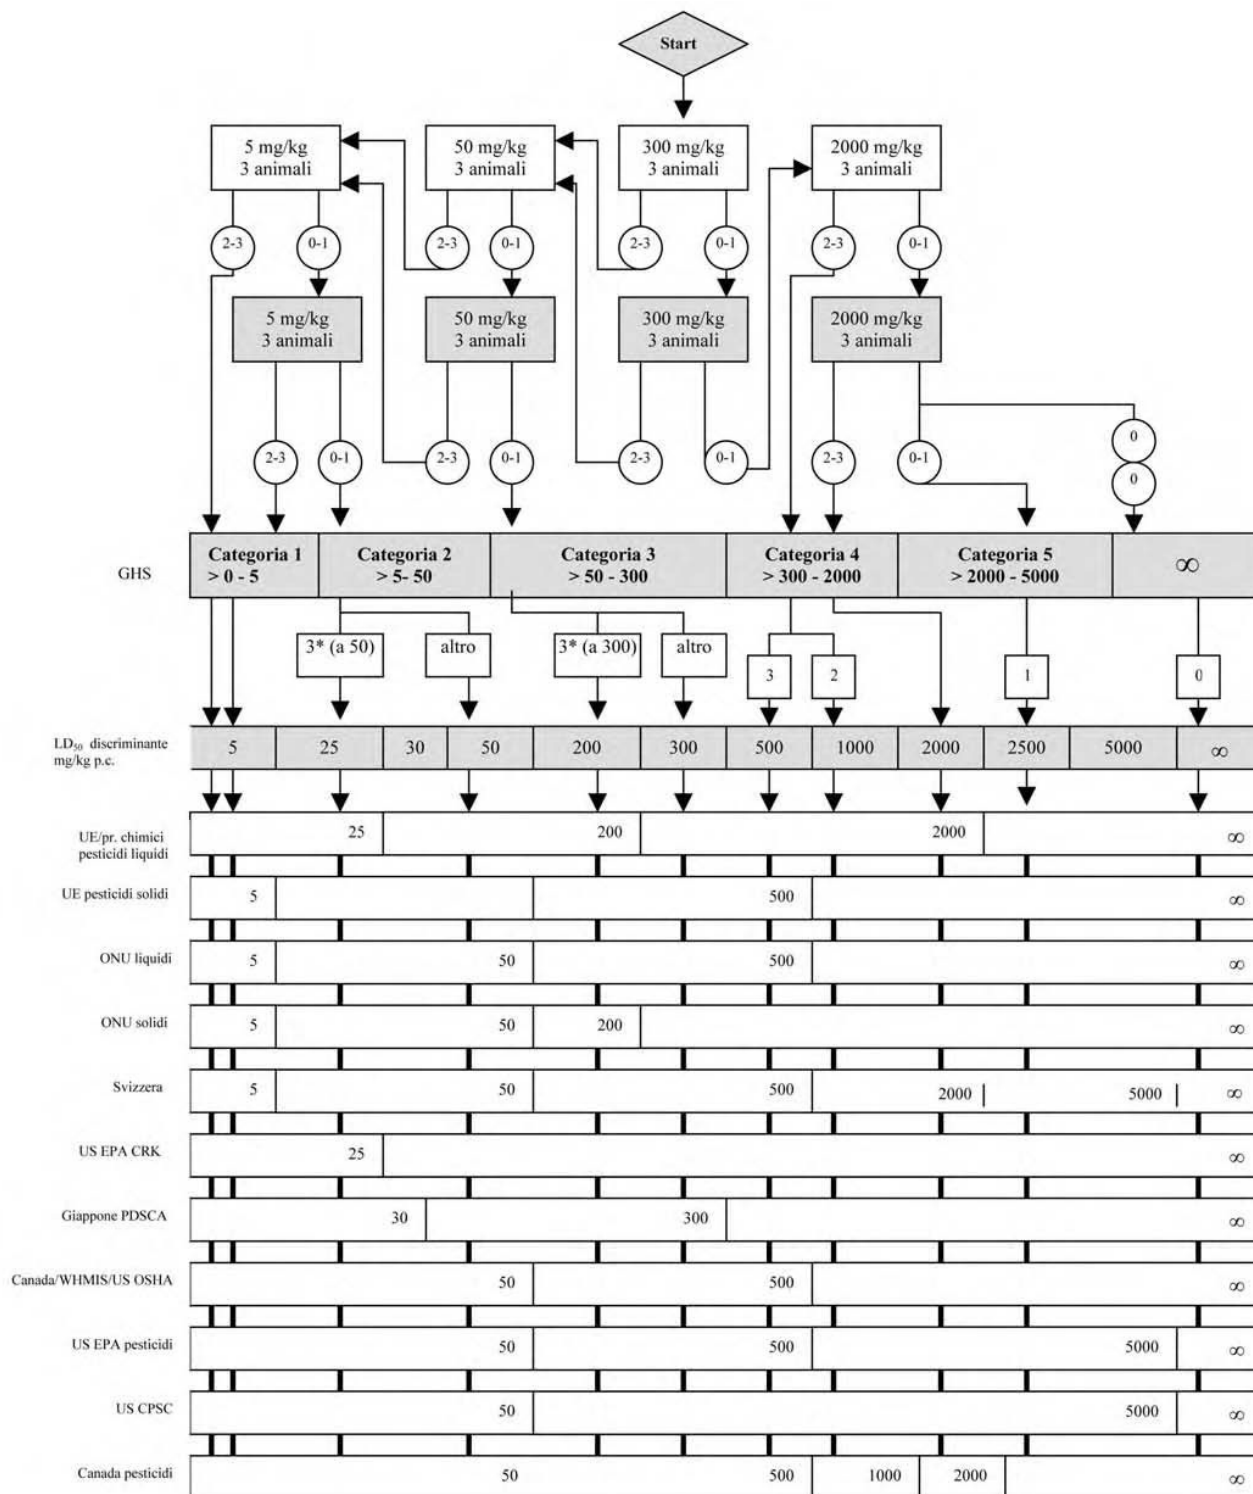 Start
5 mg/kg
3 animali
50 mg/kg
3 animali
300 mg/kg
3 animali
2000 mg/kg
3 animali
2-3
0-1
2-3
0-1
2-3
0-1
2-3
0-1
5 mg/kg
3 animali
50 mg/kg
3 animali
300 mg/kg
3 animali
2000 mg/kg
3 animali
2-3
0-1
2-3
0-1
2-3
0-1
2-3
0-1
0
0
GHS
Categoria 1
> 0 - 5
Categoria 2
> 5- 50
Categoria 3
> 50 - 300
Categoria 4
> 300 - 2000
Categoria 5
> 2000 - 5000
∞
3* (a 50)
altro
3* (a 300)
altro
3
2
1
0
LD₅₀ discriminante
mg/kg p.c.
5 25 30 50 200 300 500 1000 2000 2500 5000 ∞
UE/pr. chimici
pesticidi liquidi
25 200 2000 ∞
UE pesticidi solidi 5 500 ∞
ONU liquidi 5 50 500 ∞
ONU solidi 5 50 200 ∞
Svizzera 5 50 500 2000 5000 ∞
US EPA CRK 25 ∞
Giappone PDSCA 30 300 ∞
Canada/WHMIS/US OSHA 50 500 ∞
US EPA pesticidi 50 500 5000 ∞
US CPSC 50 5000 ∞
Canada pesticidi 50 500 1000 2000 ∞